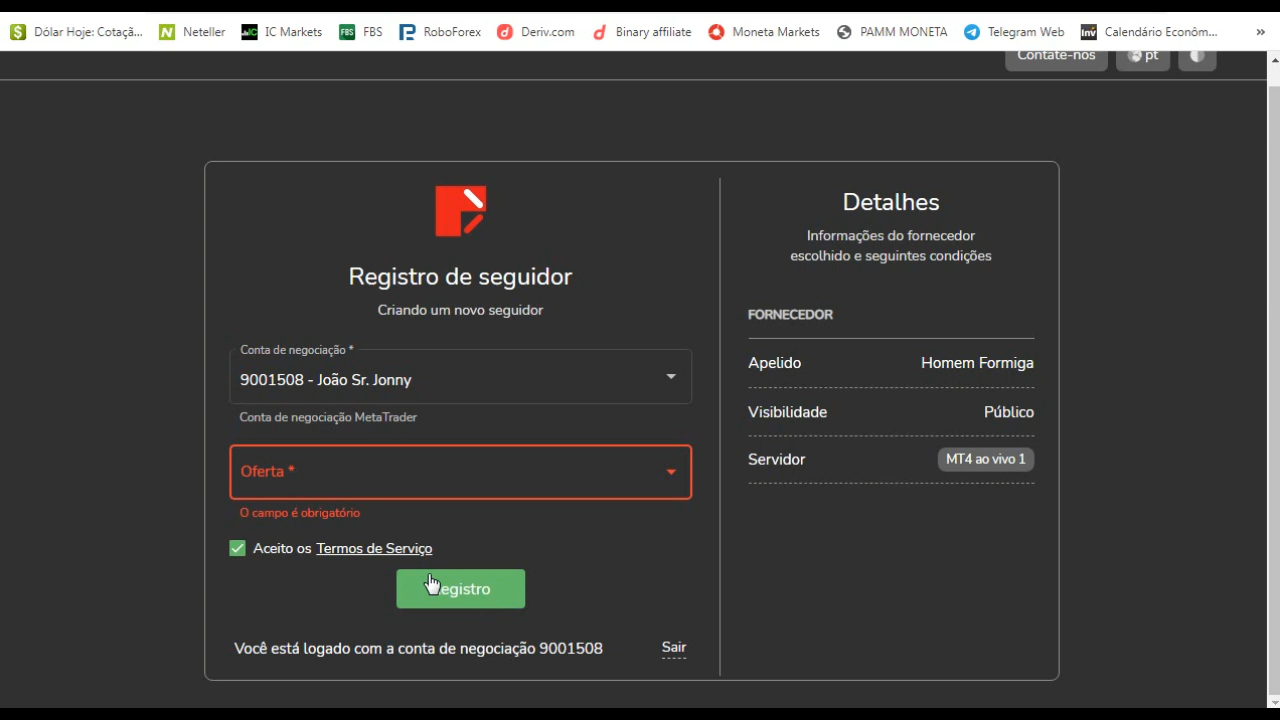 Dólar Hoje: Cotaçã... Neteller IC Markets FBS RoboForex Deriv.com Binary affiliate Moneta Markets PAMM MONETA Telegram Web Calendário Econôm... »
Contate-nos pt
Registro de seguidor
Criando um novo seguidor
Conta de negociação *
9001508 - João Sr. Jonny
Conta de negociação MetaTrader
Oferta *
O campo é obrigatório
Aceito os Termos de Serviço
Registro
Você está logado com a conta de negociação 9001508 Sair
Detalhes
Informações do fornecedor
escolhido e seguintes condições
FORNECEDOR
Apelido Homem Formiga
Visibilidade Público
Servidor MT4 ao vivo 1